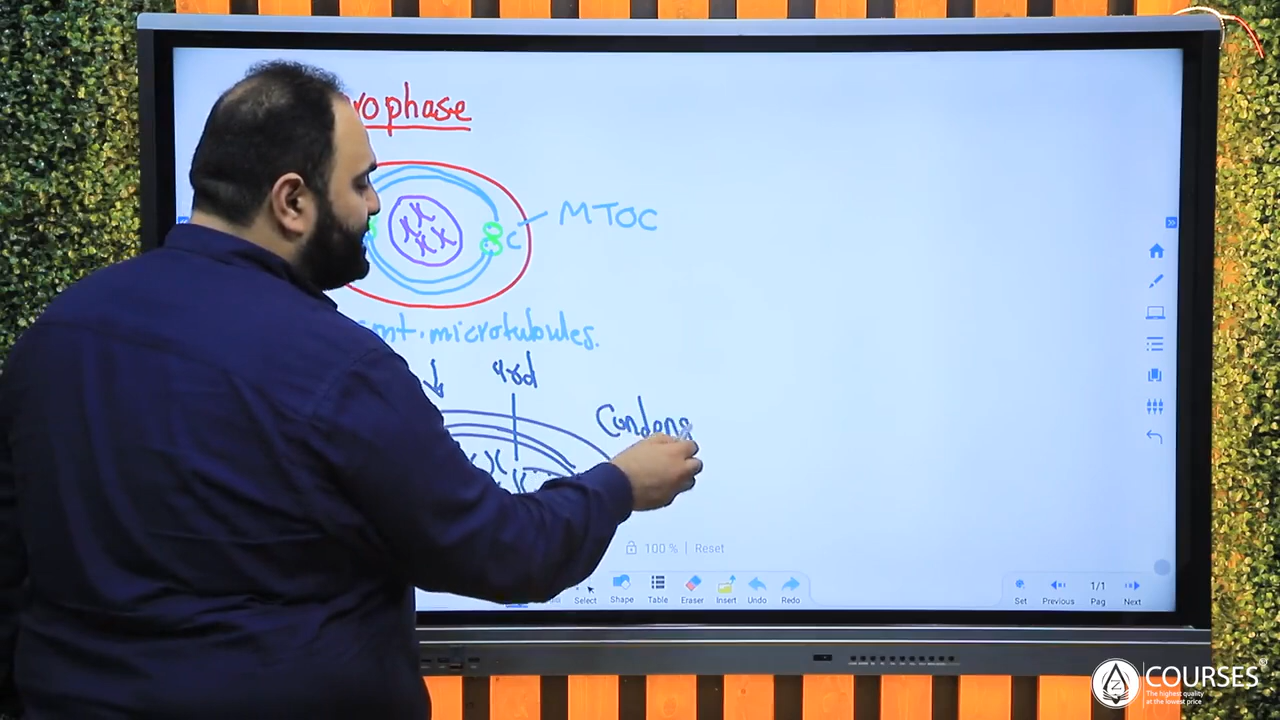 rophase
MTOC
C
mt. microtubules.
Condens
100 % | Reset
Select Shape Table Eraser Insert Undo Redo
1/1
Set Previous Pag Next
COURSES
The highest quality
at the lowest price